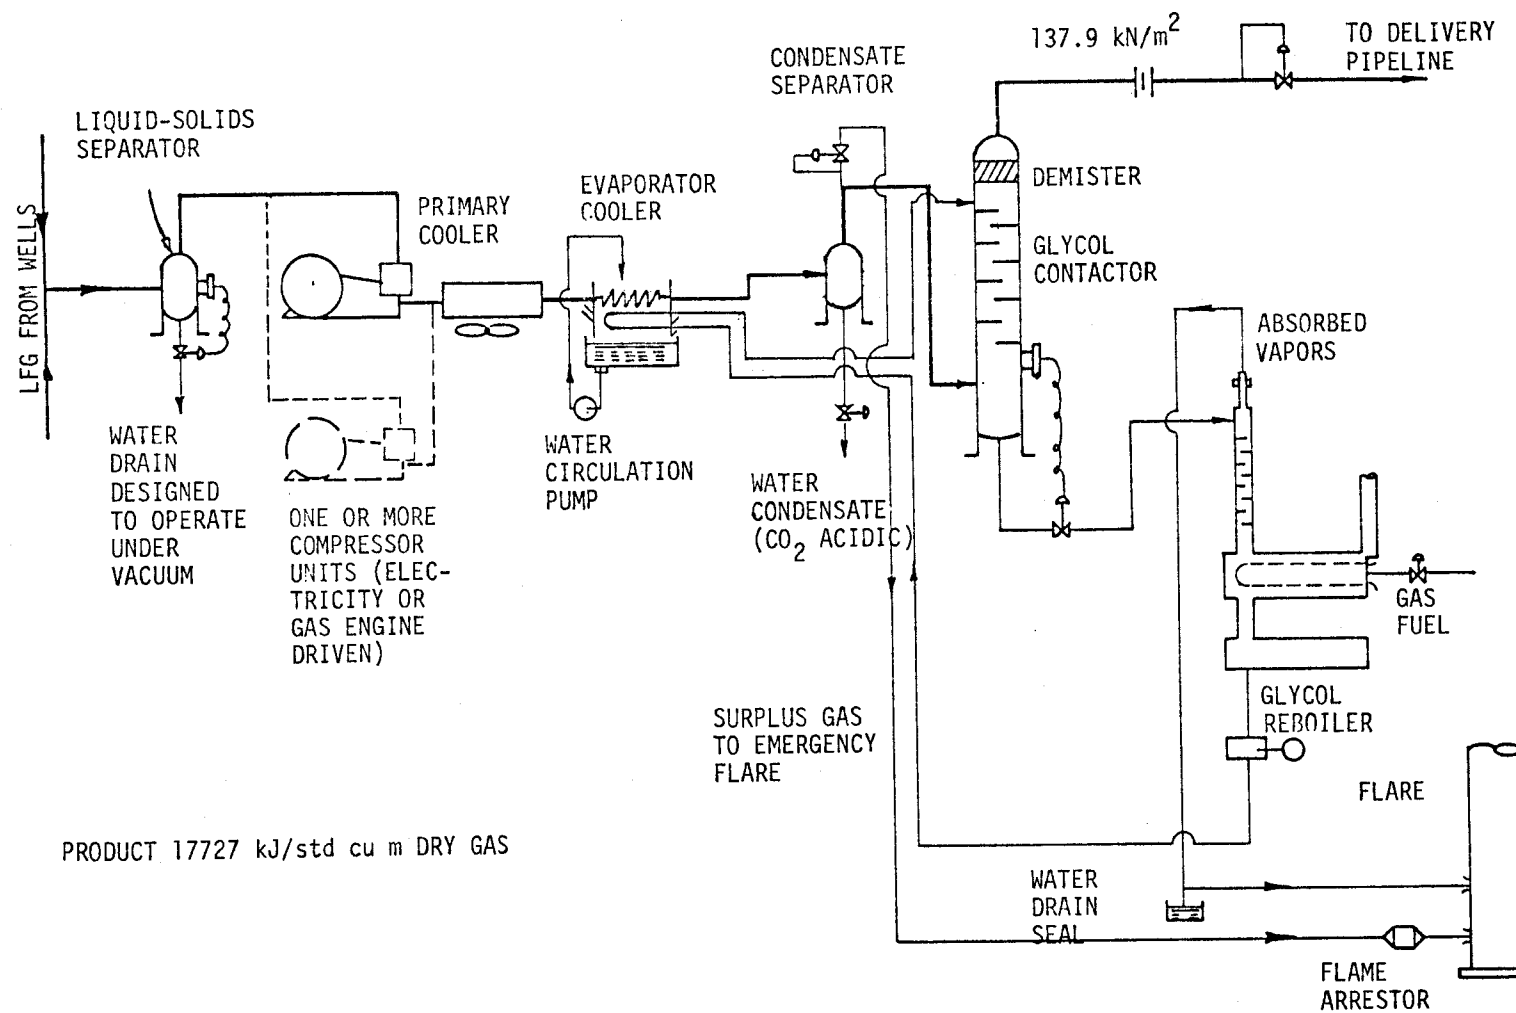 137.9 kN/m2
TO DELIVERY
PIPELINE
CONDENSATE
SEPARATOR
LIQUID-SOLIDS
SEPARATOR
DEMISTER
EVAPORATOR
COOLER
PRIMARY
COOLER
LFG FROM WELLS
GLYCOL
CONTACTOR
ABSORBED
VAPORS
WATER
DRAIN
DESIGNED
TO OPERATE
UNDER
VACUUM
WATER
CIRCULATION
PUMP
WATER
CONDENSATE
(CO2 ACIDIC)
ONE OR MORE
COMPRESSOR
UNITS (ELEC-
TRICITY OR
GAS ENGINE
DRIVEN)
GAS
FUEL
GLYCOL
REBOILER
SURPLUS GAS
TO EMERGENCY
FLARE
FLARE
PRODUCT 17727 kJ/std cu m DRY GAS
WATER
DRAIN
SEAL
FLAME
ARRESTOR